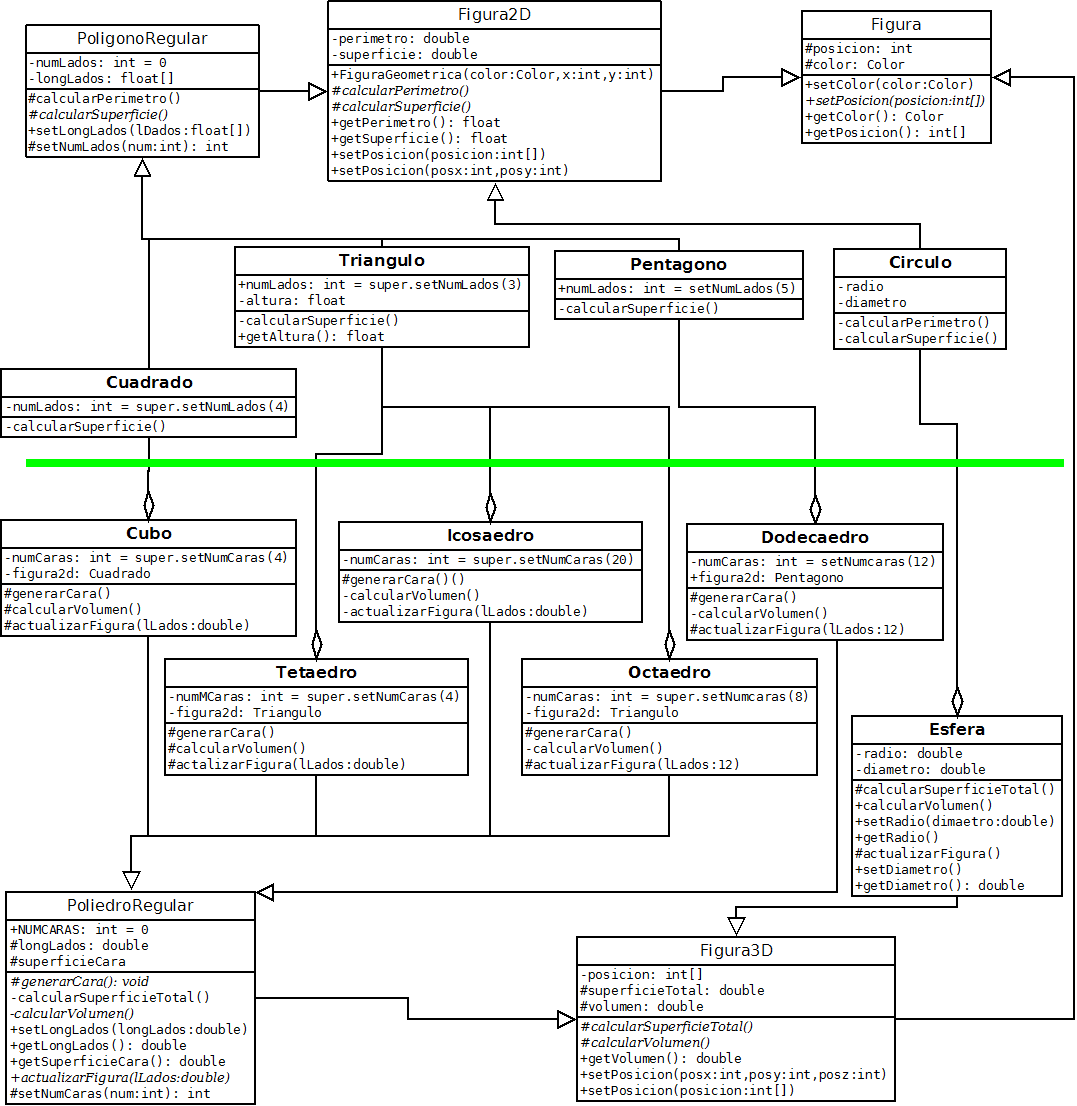 PoligonoRegular
-numLados: int = 0
-longLados: float[]
#calcularPerimetro()
#calcularSuperficie()
+setLongLados(lDados:float[])
#setNumLados(num:int): int
Figura2D
-perimetro: double
-superficie: double
+FiguraGeometrica(color:Color,x:int,y:int)
#calcularPerimetro()
#calcularSuperficie()
+getPerimetro(): float
+getSuperficie(): float
+setPosicion(posicion:int[])
+setPosicion(posx:int,posy:int)
Figura
#posicion: int
#color: Color
+setColor(color:Color)
+setPosicion(posicion:int[])
+getColor(): Color
+getPosicion(): int[]
Triangulo
+numLados: int = super.setNumLados(3)
-altura: float
-calcularSuperficie()
+getAltura(): float
Pentagono
+numLados: int = setNumLados(5)
-calcularSuperficie()
Circulo
-radio
-diametro
-calcularPerimetro()
-calcularSuperficie()
Cuadrado
-numLados: int = super.setNumLados(4)
-calcularSuperficie()
Cubo
-numCaras: int = super.setNumCaras(4)
-figura2d: Cuadrado
#generarCara()
#calcularVolumen()
#actualizarFigura(lLados:double)
Icosaedro
-numCaras: int = super.setNumCaras(20)
#generarCara()()
-calcularVolumen()
-actualizarFigura(lLados:double)
Dodecaedro
-numCaras: int = setNumcaras(12)
+figura2d: Pentagono
#generarCara()
-calcularVolumen()
#actualizarFigura(lLados:12)
Tetaedro
-numMCaras: int = super.setNumCaras(4)
-figura2d: Triangulo
#generarCara()
#calcularVolumen()
#actalizarFigura(lLados:double)
Octaedro
-numCaras: int = super.setNumcaras(8)
-figura2d: Triangulo
#generarCara()
-calcularVolumen()
#actualizarFigura(lLados:12)
Esfera
-radio: double
-diametro: double
#calcularSuperficieTotal()
+calcularVolumen()
+setRadio(dimaetro:double)
+getRadio()
#actualizarFigura()
+setDiametro()
+getDiametro(): double
PoliedroRegular
+NUMCARAS: int = 0
#longLados: double
#superficieCara
#generarCara(): void
-calcularSuperficieTotal()
-calcularVolumen()
+setLongLados(longLados:double)
+getLongLados(): double
+getSuperficieCara(): double
+actualizarFigura(lLados:double)
#setNumCaras(num:int): int
Figura3D
-posicion: int[]
#superficieTotal: double
#volumen: double
#calcularSuperficieTotal()
#calcularVolumen()
+getVolumen(): double
+setPosicion(posx:int,posy:int,posz:int)
+setPosicion(posicion:int[])